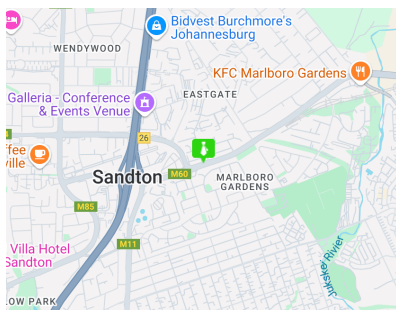 Bidvest Burchmore's
Johannesburg
WENDYWOOD
KFC Marlboro Gardens
EASTGATE
Galleria - Conference
& Events Venue
26
ffee
ville
M60
Sandton
MARLBORO
GARDENS
M85
M11
Villa Hotel
Sandton
Jukskei Rivier
LOW PARK